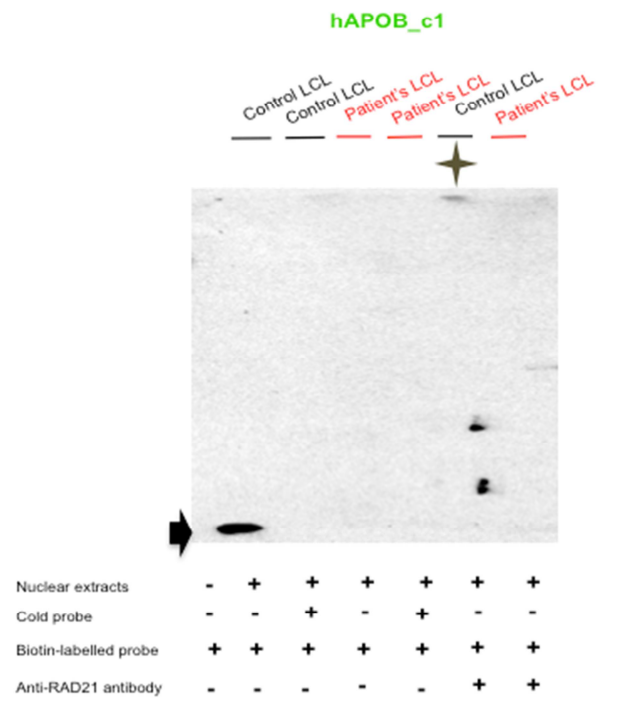 hAPOB_c1
Control LCL
Control LCL
Patient's LCL
Patient's LCL
Control LCL
Patient's LCL
Nuclear extracts - + + + + + +
Cold probe - - + - + - -
Biotin-labelled probe + + + + + + +
Anti-RAD21 antibody - - - - - + +